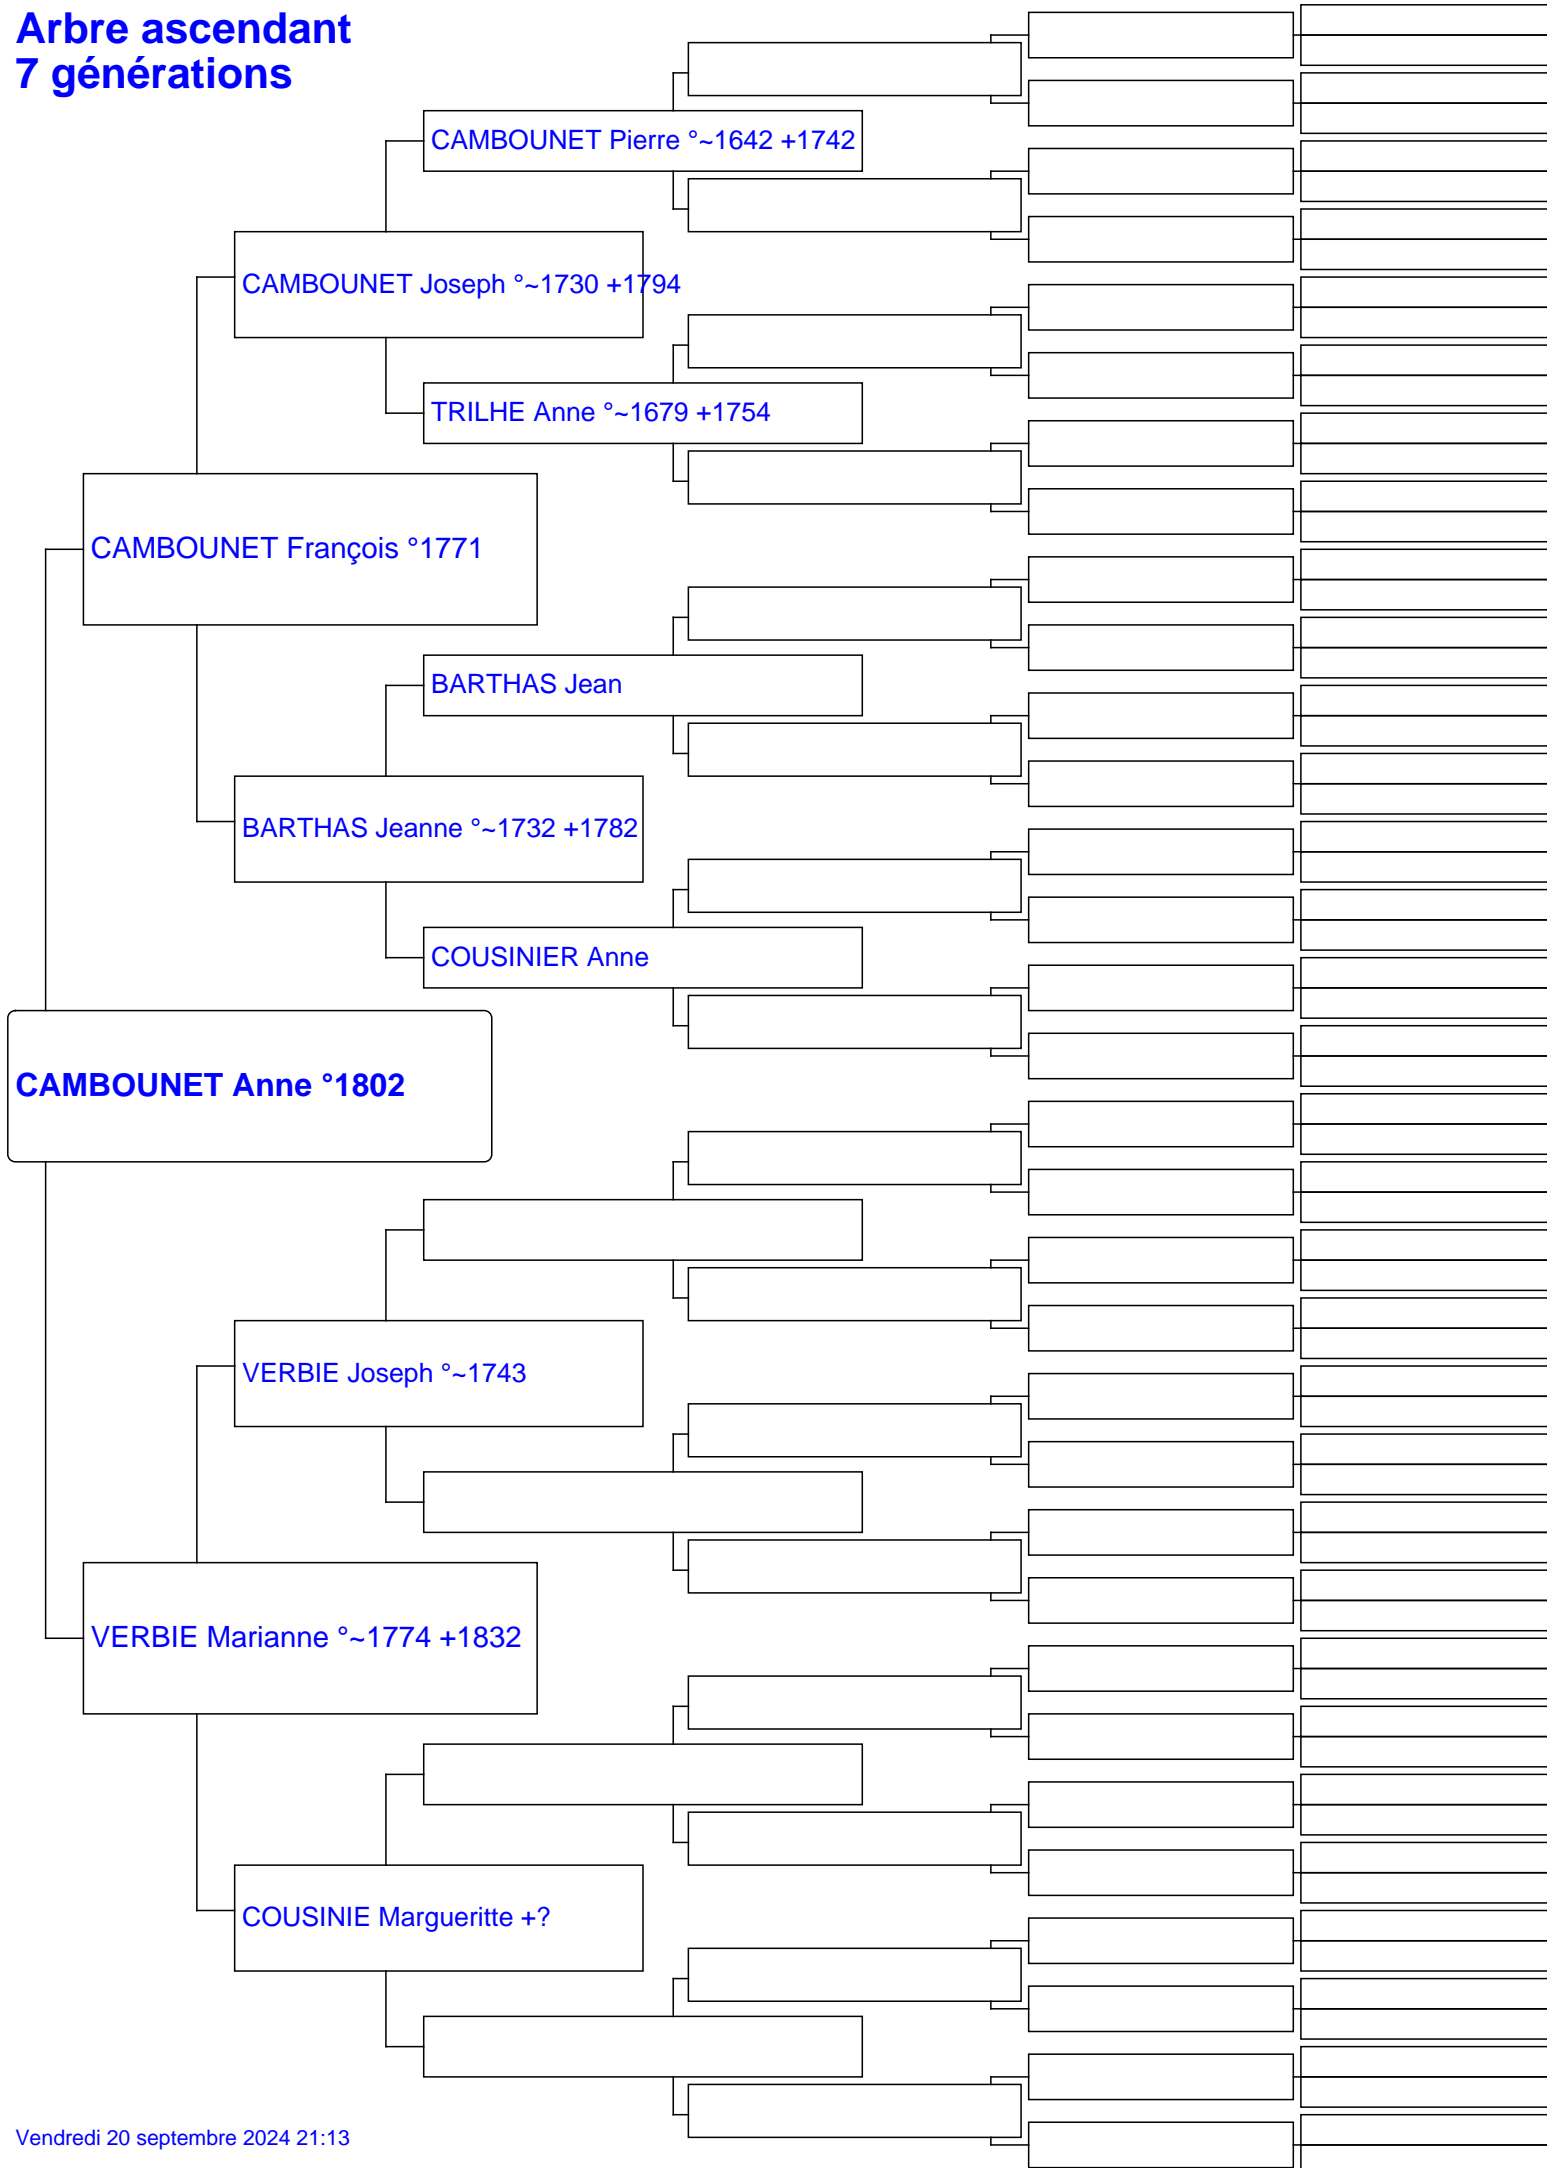 Arbre ascendant
7 générations
CAMBOUNET Pierre °~1642 +1742
CAMBOUNET Joseph °~1730 +1794
TRILHE Anne °~1679 +1754
CAMBOUNET François °1771
BARTHAS Jean
BARTHAS Jeanne °~1732 +1782
COUSINIER Anne
CAMBOUNET Anne °1802
VERBIE Joseph °~1743
VERBIE Marianne °~1774 +1832
COUSINIE Margueritte +?
Vendredi 20 septembre 2024 21:13